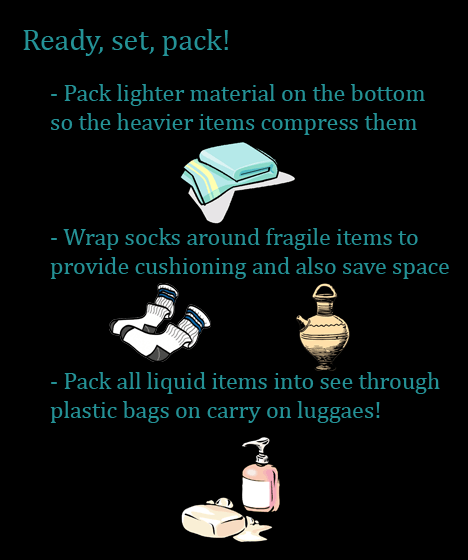 Ready, set, pack!
- Pack lighter material on the bottom
so the heavier items compress them
- Wrap socks around fragile items to
provide cushioning and also save space
- Pack all liquid items into see through
plastic bags on carry on luggaes!